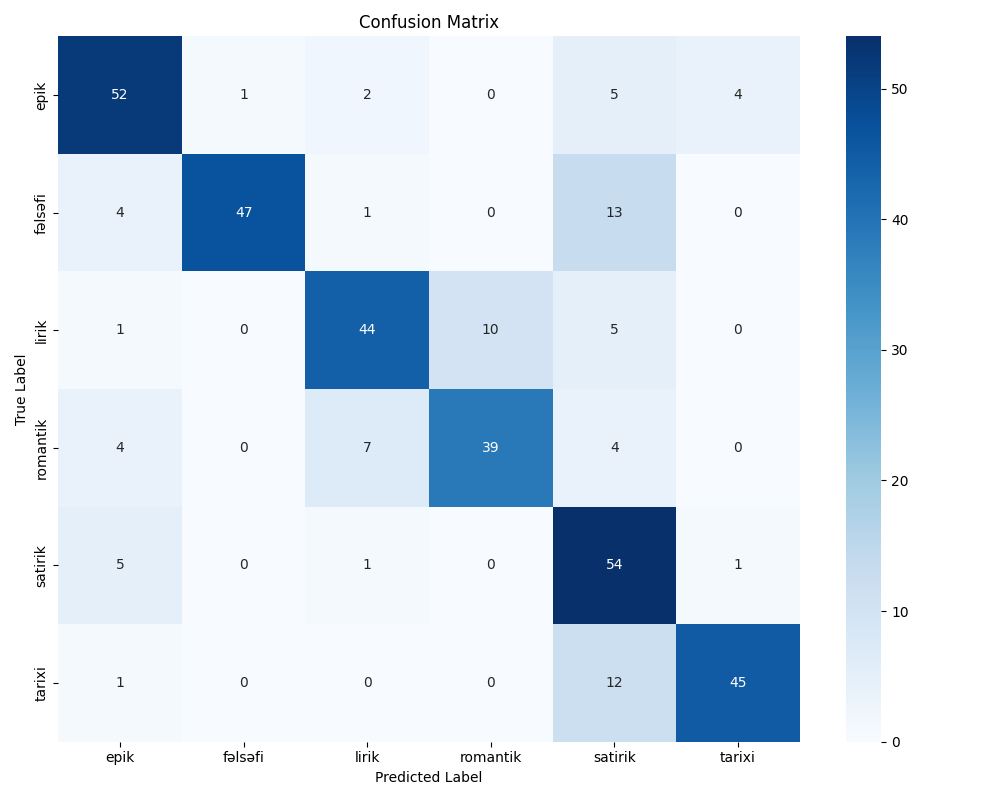 Confusion Matrix
True Label
epik 52 1 2 0 5 4
fəlsəfi 4 47 1 0 13 0
lirik 1 0 44 10 5 0
romantik 4 0 7 39 4 0
satirik 5 0 1 0 54 1
tarixi 1 0 0 0 12 45
epik fəlsəfi lirik romantik satirik tarixi
Predicted Label
50
40
30
20
10
0